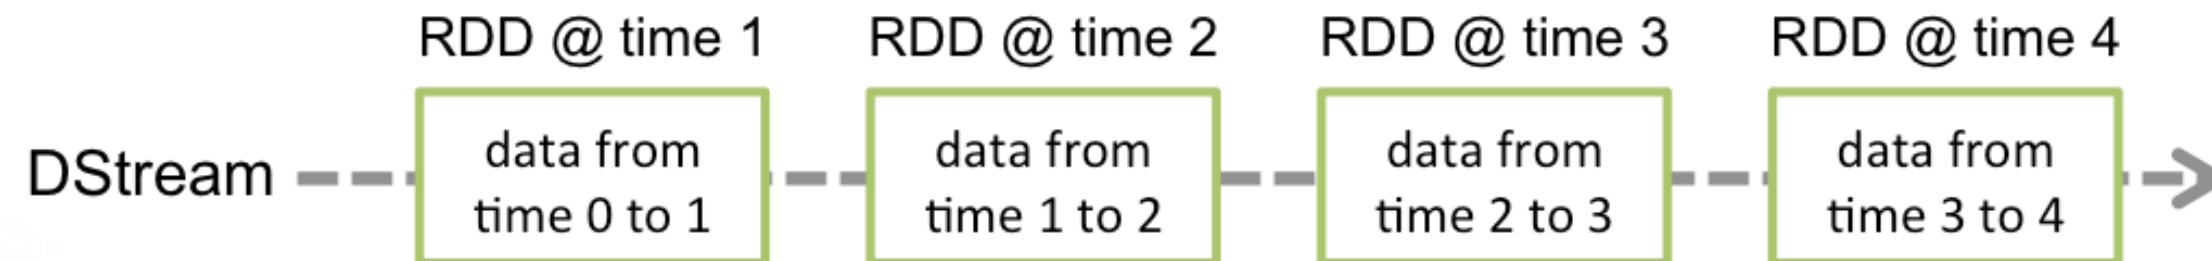 RDD @ time 1
RDD @ time 2
RDD @ time 3
RDD @ time 4
DStream
data from
time 0 to 1
data from
time 1 to 2
data from
time 2 to 3
data from
time 3 to 4